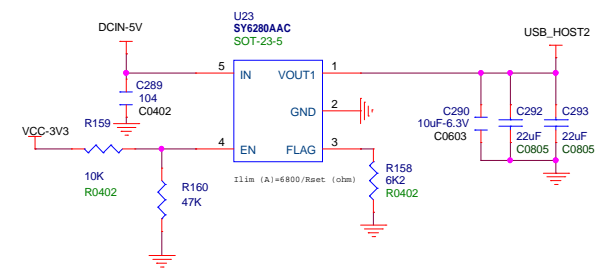 U23
SY6280AAC
SOT-23-5
DCIN-5V
USB_HOST2
5
IN
VOUT1
1
C289
104
C0402
GND
2
C290
10uF-6.3V
C0603
C292
22uF
C0805
C293
22uF
C0805
VCC-3V3
R159
10K
R0402
4
EN
FLAG
3
R160
47K
Ilim (A)=6800/Rset (ohm)
R158
6K2
R0402